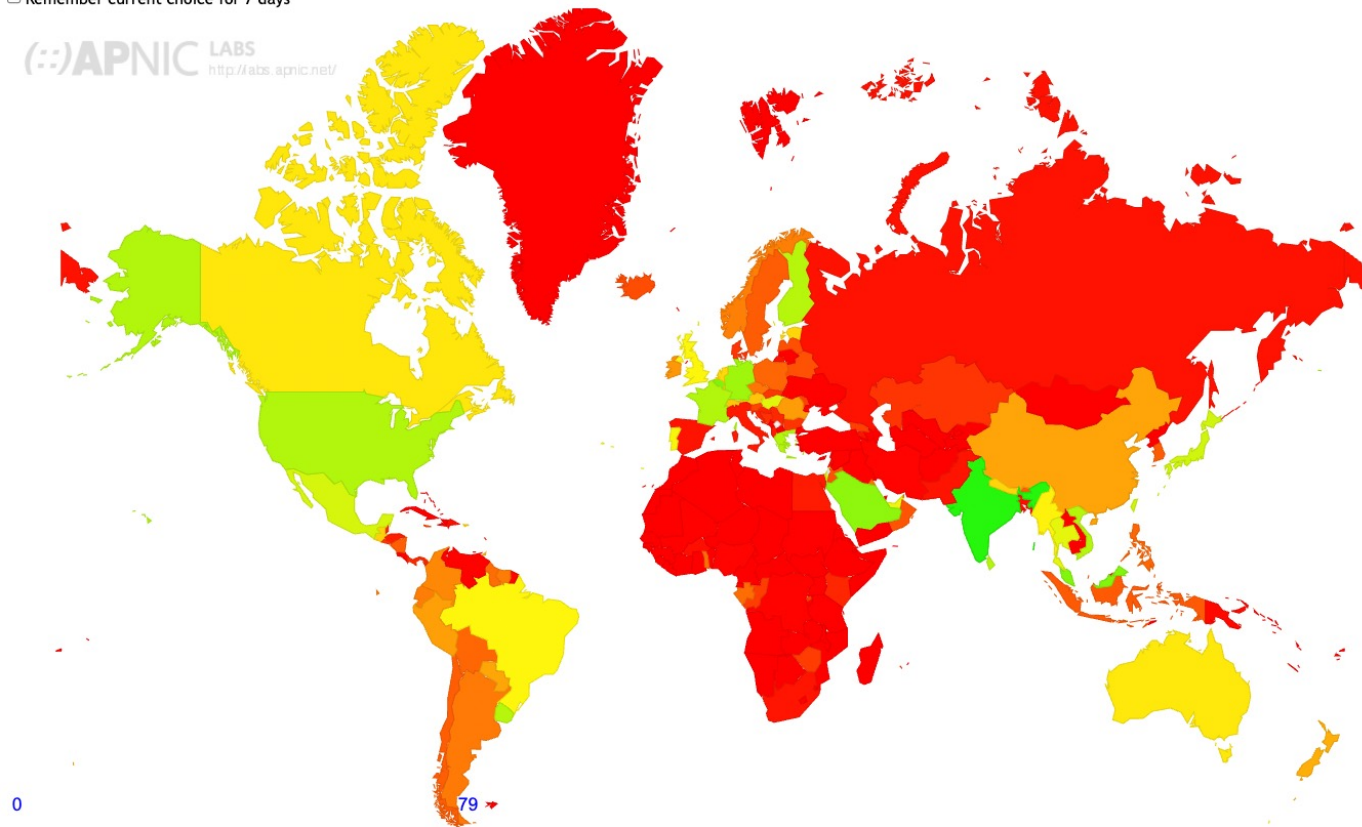 Remember current choice for 7 days
(::)APNIC LABS
http://labs.apnic.net/
0 79